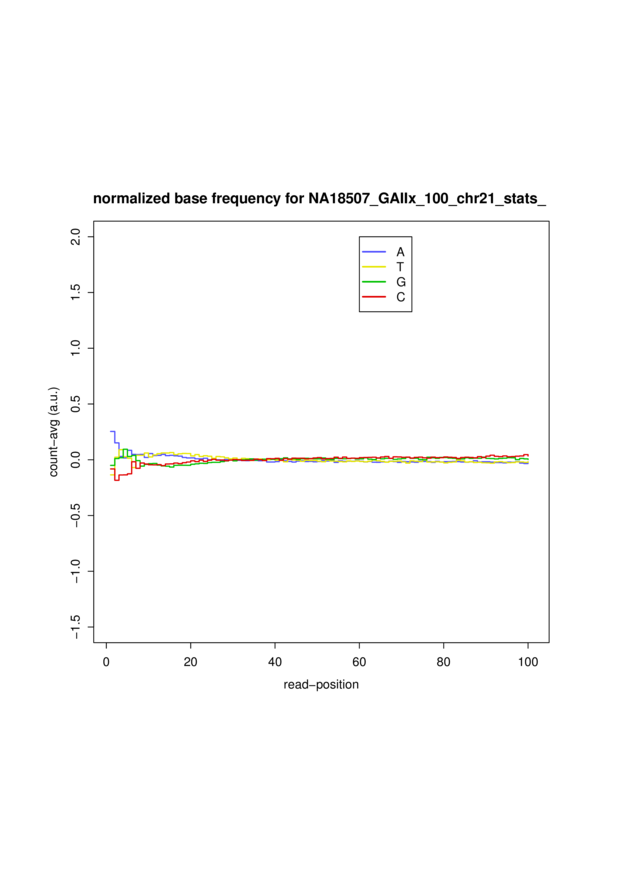 normalized base frequency for NA18507_GAIIx_100_chr21_stats_
count−avg (a.u.)
2.0
1.5
1.0
0.5
0.0
−0.5
−1.0
−1.5
A
T
G
C
0 20 40 60 80 100
read−position